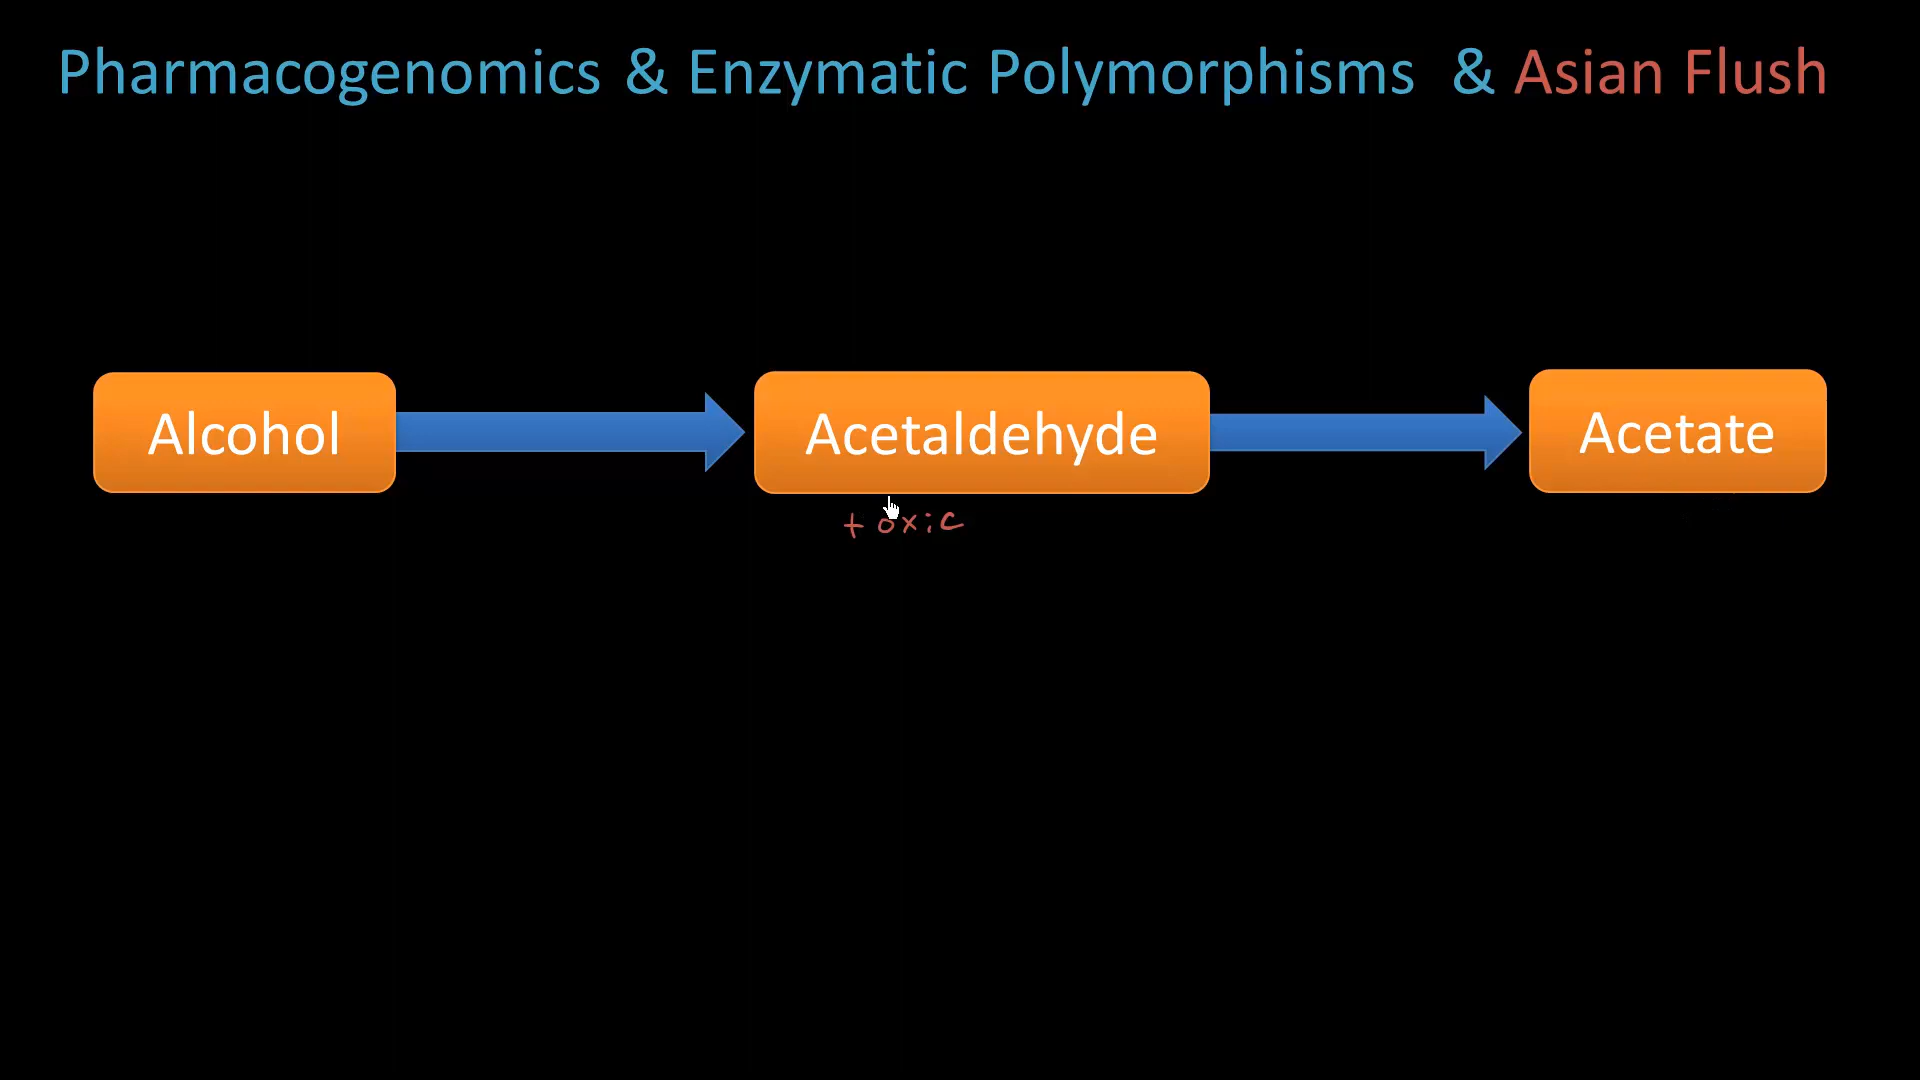 Pharmacogenomics & Enzymatic Polymorphisms & Asian Flush
Alcohol
Acetaldehyde
Acetate
toxic